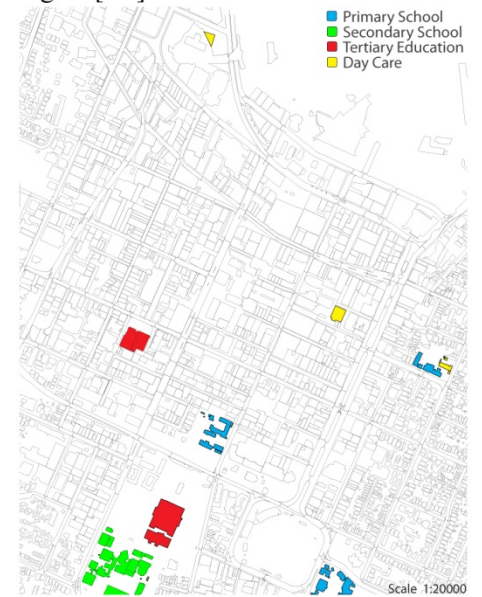 Primary School
Secondary School
Tertiary Education
Day Care
Scale 1:20000